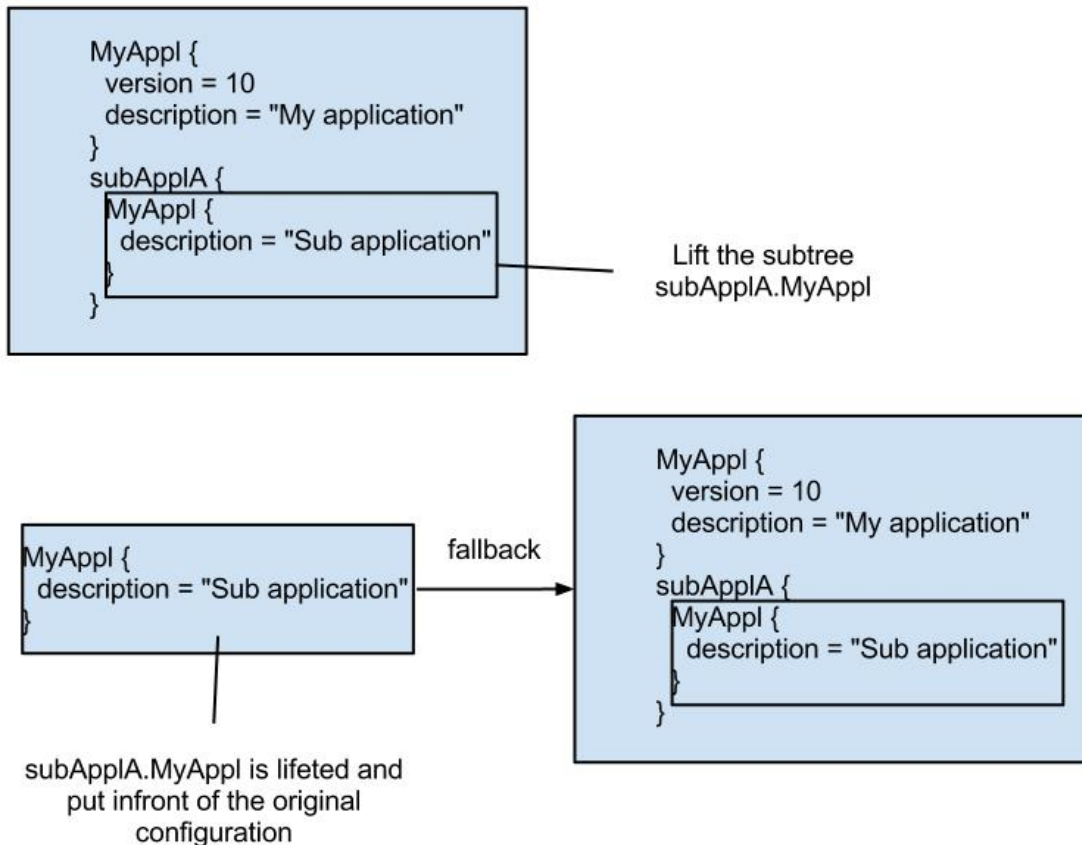 MyAppl {
version = 10
description = "My application"
}
subApplA {
MyAppl {
description = "Sub application"
}
}
Lift the subtree
subApplA.MyAppl
MyAppl {
description = "Sub application"
}
fallback
MyAppl {
version = 10
description = "My application"
}
subApplA {
MyAppl {
description = "Sub application"
}
}
subApplA.MyAppl is lifeted and
put infront of the original
configuration